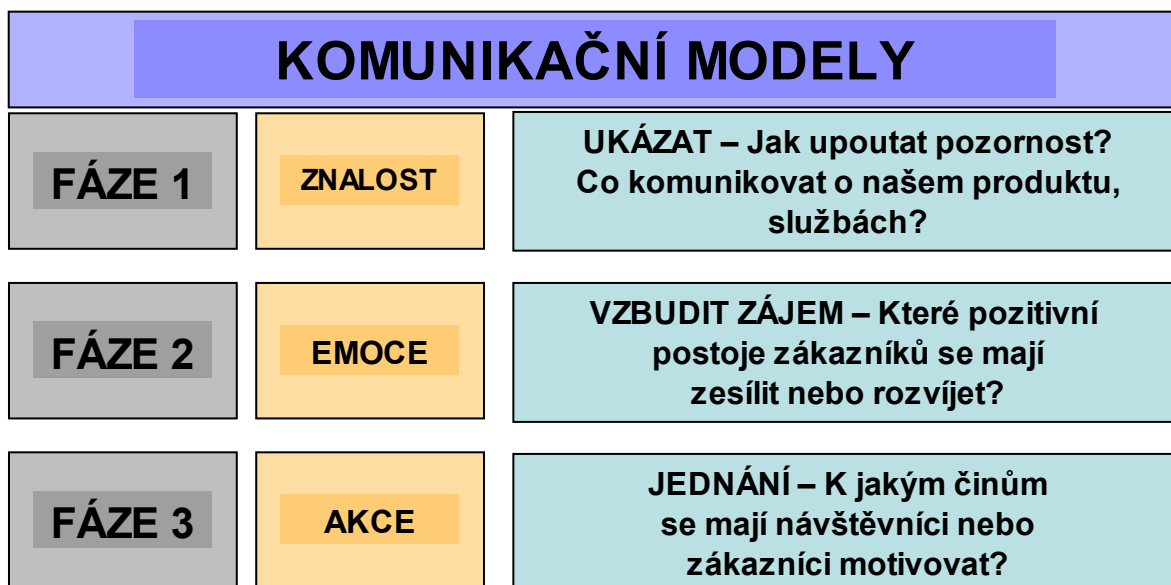 KOMUNIKAČNÍ MODELY
FÁZE 1
ZNALOST
UKÁZAT – Jak upoutat pozornost?
Co komunikovat o našem produktu,
službách?
FÁZE 2
EMOCE
VZBUDIT ZÁJEM – Které pozitivní
postoje zákazníků se mají
zesílit nebo rozvíjet?
FÁZE 3
AKCE
JEDNÁNÍ – K jakým činům
se mají návštěvníci nebo
zákazníci motivovat?